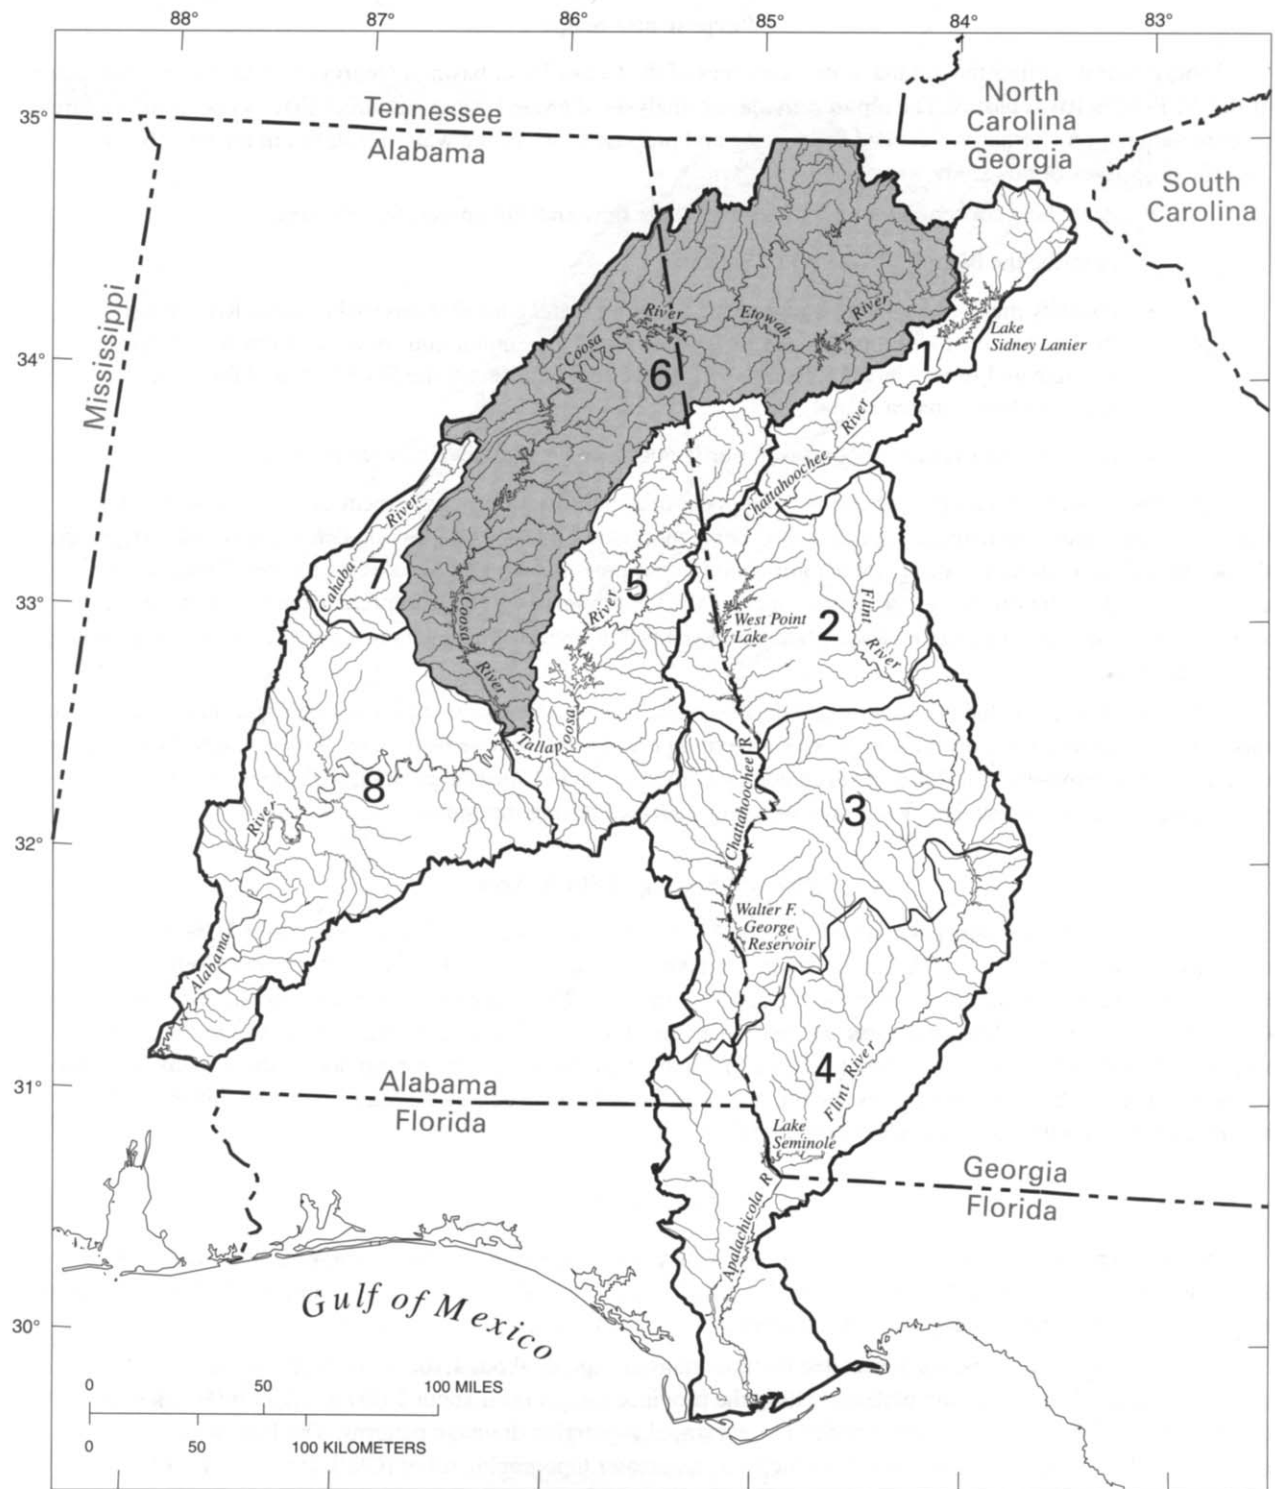 88° 87° 86° 85° 84° 83°
35°
Tennessee
Alabama
North
Carolina
Georgia
South
Carolina
Mississippi
34°
River
Coosa
Etowah
River
Lake
Sidney Lanier
1
6
River
Chattahoochee
River
Cahaba
7
33°
5
River
Tallapoosa
Coosa
River
West Point
Lake
2
Flint
River
8
River
Alabama
Chattahoochee R
3
32°
Walter F.
George
Reservoir
4
Flint River
31°
Alabama
Florida
Lake
Seminole
Georgia
Florida
Apalachicola R
Gulf of Mexico
30°
0 50 100 MILES
0 50 100 KILOMETERS